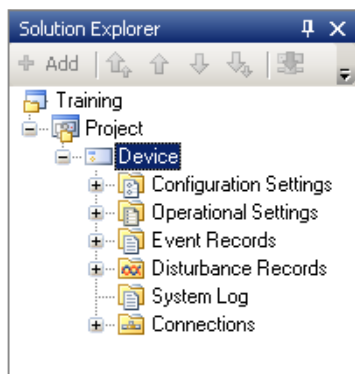 Solution Explorer
Add
Training
Project
Device
Configuration Settings
Operational Settings
Event Records
Disturbance Records
System Log
Connections